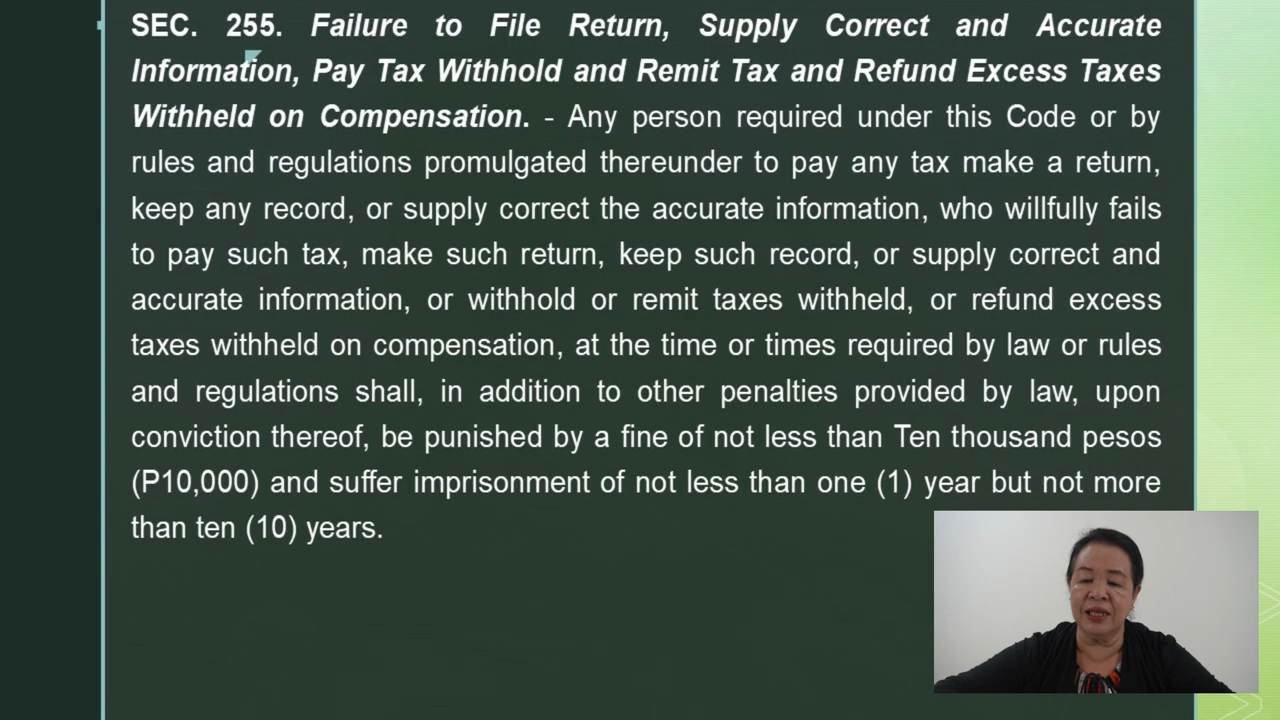 SEC. 255. Failure to File Return, Supply Correct and Accurate
Information, Pay Tax Withhold and Remit Tax and Refund Excess Taxes
Withheld on Compensation. - Any person required under this Code or by
rules and regulations promulgated thereunder to pay any tax make a return,
keep any record, or supply correct the accurate information, who willfully fails
to pay such tax, make such return, keep such record, or supply correct and
accurate information, or withhold or remit taxes withheld, or refund excess
taxes withheld on compensation, at the time or times required by law or rules
and regulations shall, in addition to other penalties provided by law, upon
conviction thereof, be punished by a fine of not less than Ten thousand pesos
(P10,000) and suffer imprisonment of not less than one (1) year but not more
than ten (10) years.